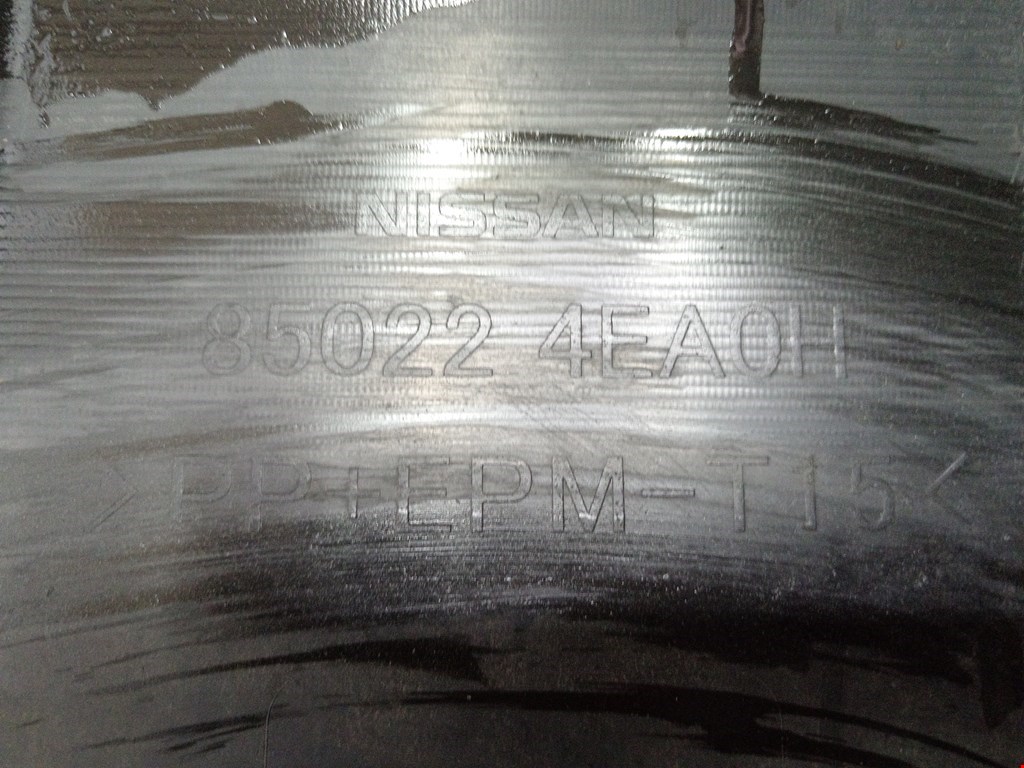 NISSAN
85022 4EA0H
>PP+EPM-T15<